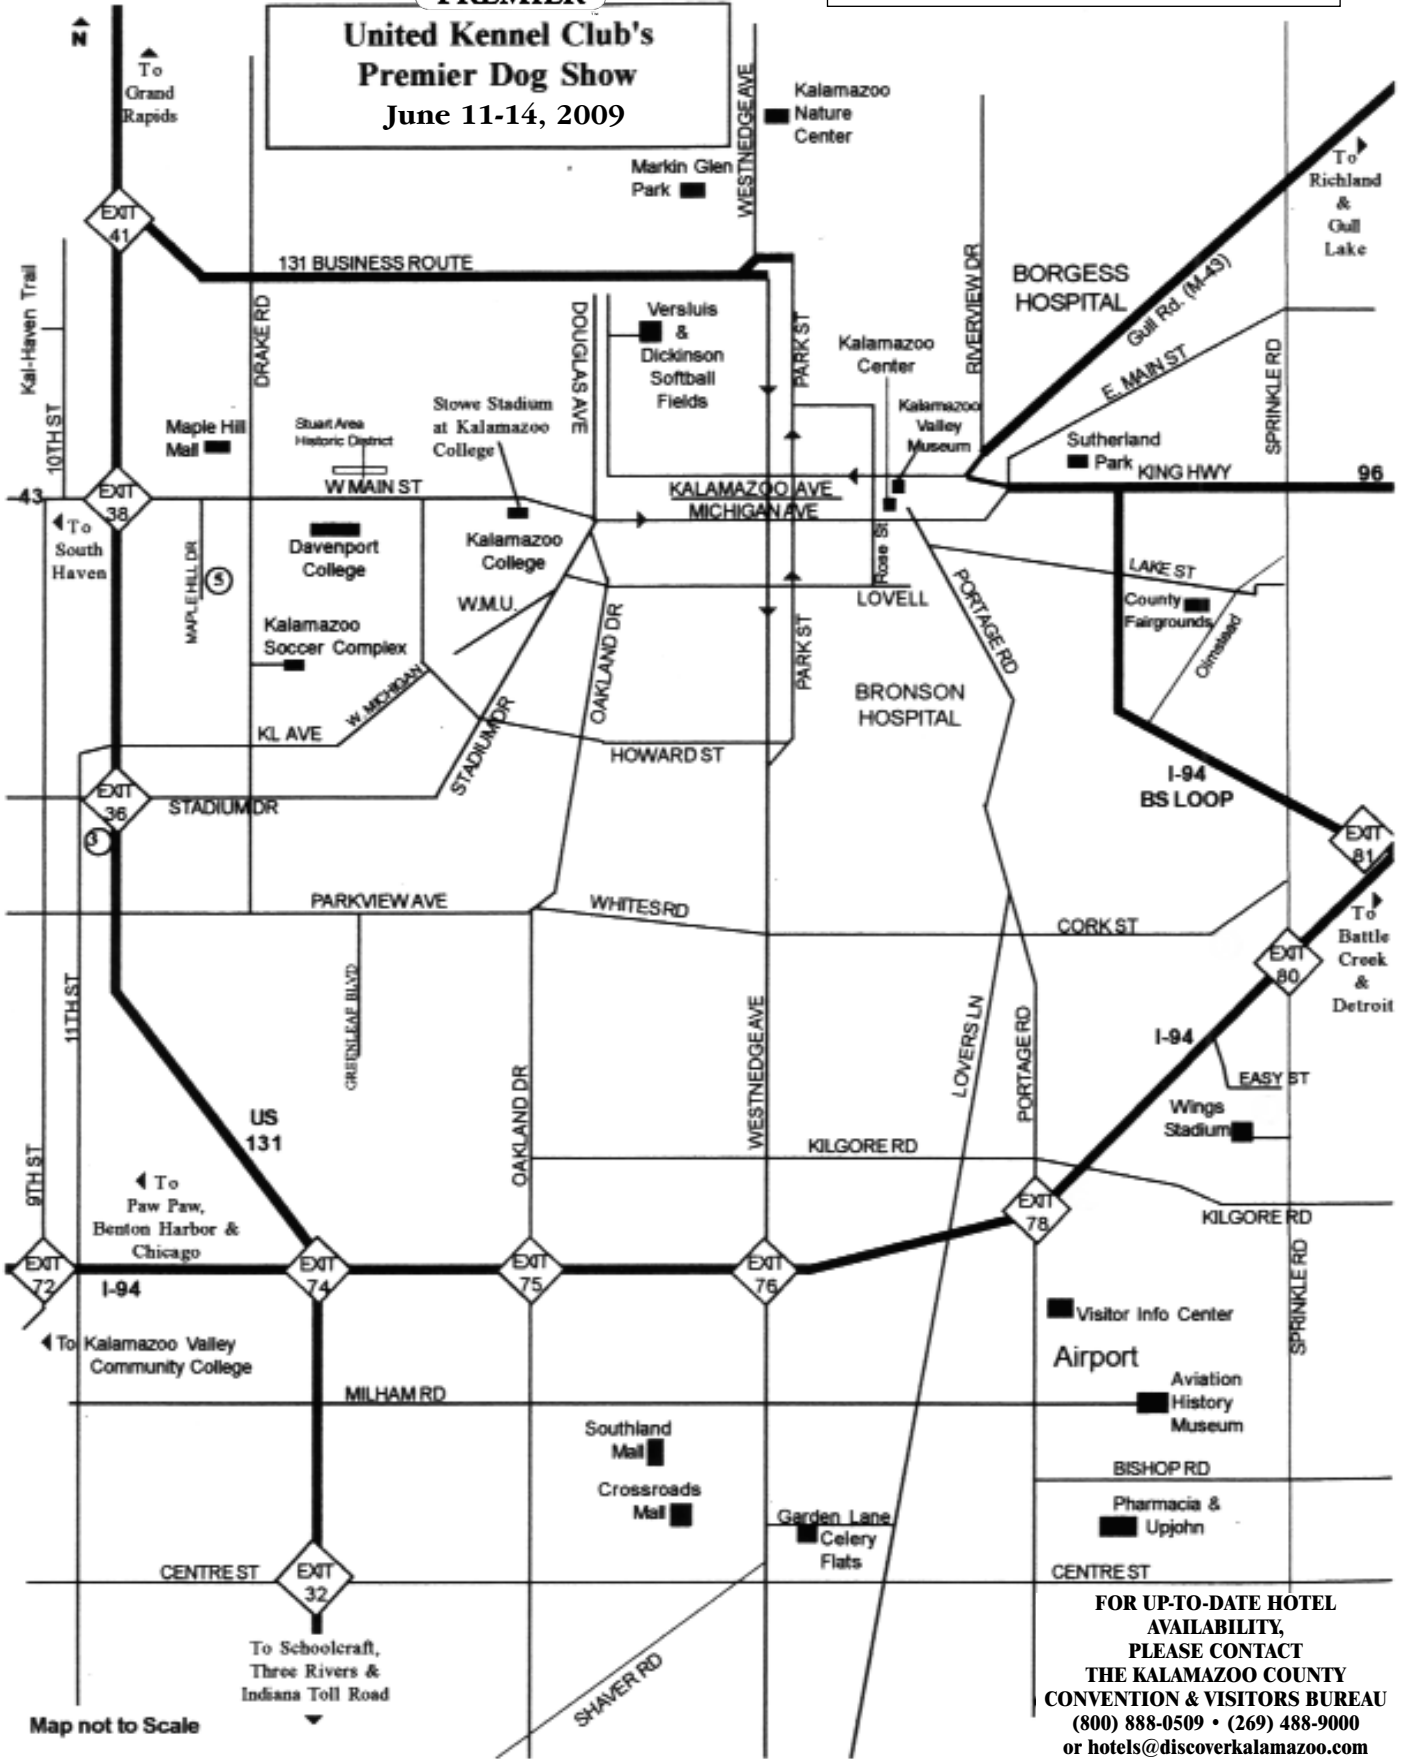 PREMIER
United Kennel Club's
Premier Dog Show
June 11-14, 2009
N
To
Grand
Rapids
WESTNEDGE AVE
Kalamazoo
Nature
Center
Markin Glen
Park
To
Richland
&
Gull
Lake
EXIT
41
131 BUSINESS ROUTE
Kal-Haven Trail
10TH ST
DRAKE RD
DOUGLAS AVE
Versluis
&
Dickinson
Softball
Fields
PARK ST
Kalamazoo
Center
RIVERVIEW DR
BORGESS
HOSPITAL
Gull Rd. (M-43)
E. MAIN ST
SPRINKLE RD
Maple Hill
Mall
Stuart Area
Historic District
Stowe Stadium
at Kalamazoo
College
Kalamazoo
Valley
Museum
Sutherland
Park
KING HWY
96
43
EXIT
38
W MAIN ST
KALAMAZOO AVE
MICHIGAN AVE
To
South
Haven
MAPLE HILL DR
5
Davenport
College
Kalamazoo
College
Rose St
LAKE ST
W.M.U.
LOVELL
PORTAGE RD
County
Fairgrounds
Olmstead
Kalamazoo
Soccer Complex
OAKLAND DR
PARK ST
W. MICHIGAN
BRONSON
HOSPITAL
KL AVE
STADIUM DR
HOWARD ST
I-94
BS LOOP
EXIT
36
STADIUM DR
3
EXIT
81
PARKVIEW AVE
WHITES RD
CORK ST
To
Battle
Creek
&
Detroit
EXIT
80
11TH ST
GREENLEAF BLVD
WESTNEDGE AVE
LOVERS LN
PORTAGE RD
I-94
EASY ST
OAKLAND DR
Wings
Stadium
US
131
KILGORE RD
9TH ST
To
Paw Paw,
Benton Harbor &
Chicago
EXIT
78
KILGORE RD
EXIT
72
I-94
EXIT
74
EXIT
75
EXIT
76
SPRINKLE RD
Visitor Info Center
To Kalamazoo Valley
Community College
Airport
MILHAM RD
Aviation
History
Museum
Southland
Mall
BISHOP RD
Crossroads
Mall
Garden Lane
Celery
Flats
Pharmacia &
Upjohn
CENTRE ST
EXIT
32
CENTRE ST
To Schoolcraft,
Three Rivers &
Indiana Toll Road
SHAVER RD
Map not to Scale
FOR UP-TO-DATE HOTEL
AVAILABILITY,
PLEASE CONTACT
THE KALAMAZOO COUNTY
CONVENTION & VISITORS BUREAU
(800) 888-0509 • (269) 488-9000
or hotels@discoverkalamazoo.com